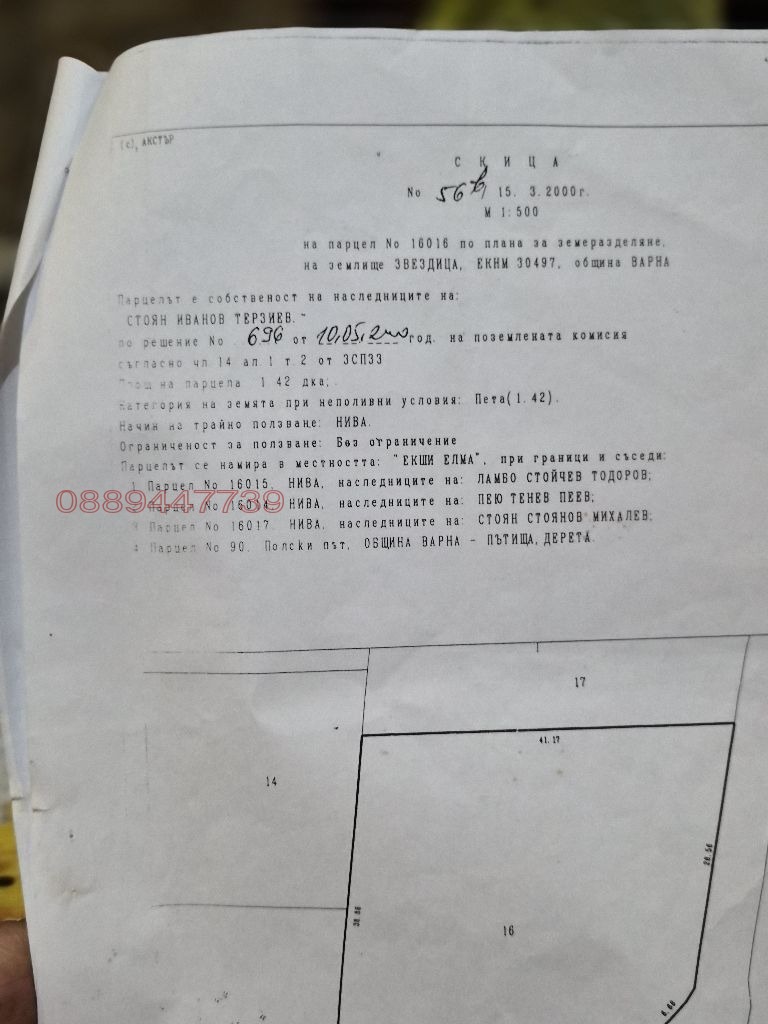 (c), АКСТЪР
С К И Ц А
No 56 15. 3.2000г.
М 1:500
на парцел No 16016 по плана за земеразделяне,
на землище ЗВЕЗДИЦА, ЕКНМ 30497, община ВАРНА
Парцелът е собственост на наследниците на:
СТОЯН ИВАНОВ ТЕРЗИЕВ.
по решение No 696 от 10.05.2000 год. на поземлената комисия
съгласно чл.14 ал.1 т.2 от ЗСПЗЗ
Площ на парцела 1.42 дка;
Категория на земята при неполивни условия: Пета(1.42).
Начин на трайно ползване: НИВА.
Ограниченост за ползване: Без ограничение
Парцелът се намира в местността: "ЕКШИ ЕЛМА", при граници и съседи:
1 Парцел No 16015, НИВА, наследниците на: ЛАМБО СТОЙЧЕВ ТОДОРОВ;
0889447739
Парцел No 16014, НИВА, наследниците на: ПЕЮ ТЕНЕВ ПЕЕВ;
3 Парцел No 16017, НИВА, наследниците на: СТОЯН СТОЯНОВ МИХАЛЕВ;
4 Парцел No 90, Полски път, ОБЩИНА ВАРНА - ПЪТИЩА, ДЕРЕТА.
17
41.17
14
26.56
38.86
16
6.66